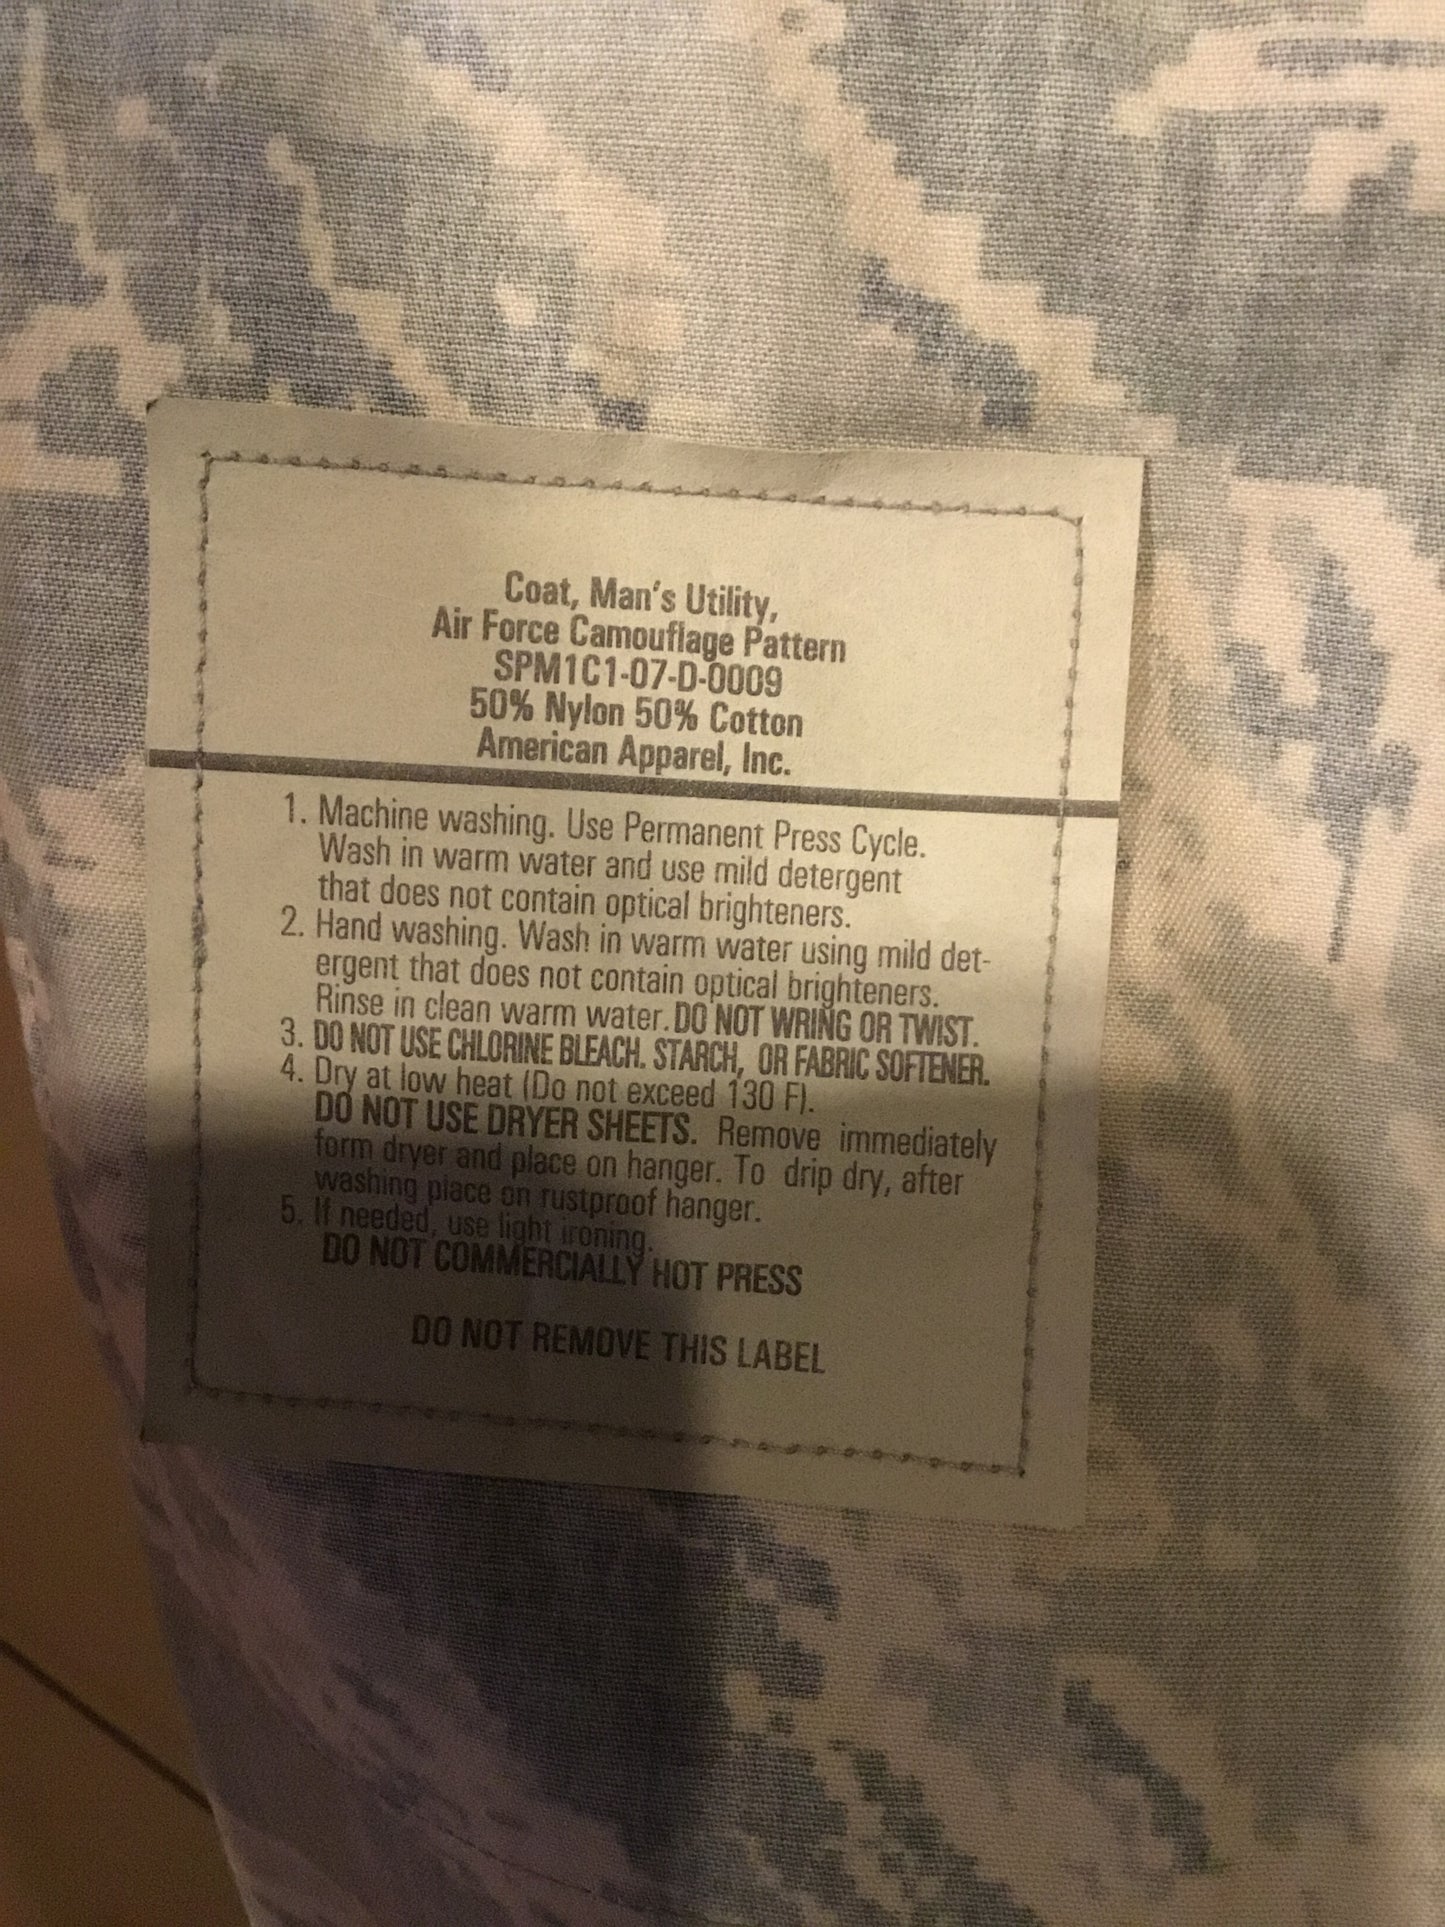 Coat, Man's Utility,
Air Force Camouflage Pattern
SPM1C1-07-D-0009
50% Nylon 50% Cotton
American Apparel, Inc.
1. Machine washing. Use Permanent Press Cycle.
Wash in warm water and use mild detergent
that does not contain optical brighteners.
2. Hand washing. Wash in warm water using mild det-
ergent that does not contain optical brighteners.
Rinse in clean warm water. DO NOT WRING OR TWIST.
3. DO NOT USE CHLORINE BLEACH. STARCH, OR FABRIC SOFTENER.
4. Dry at low heat (Do not exceed 130 F).
DO NOT USE DRYER SHEETS. Remove immediately
form dryer and place on hanger. To drip dry, after
washing place on rustproof hanger.
5. If needed, use light ironing.
DO NOT COMMERCIALLY HOT PRESS
DO NOT REMOVE THIS LABEL